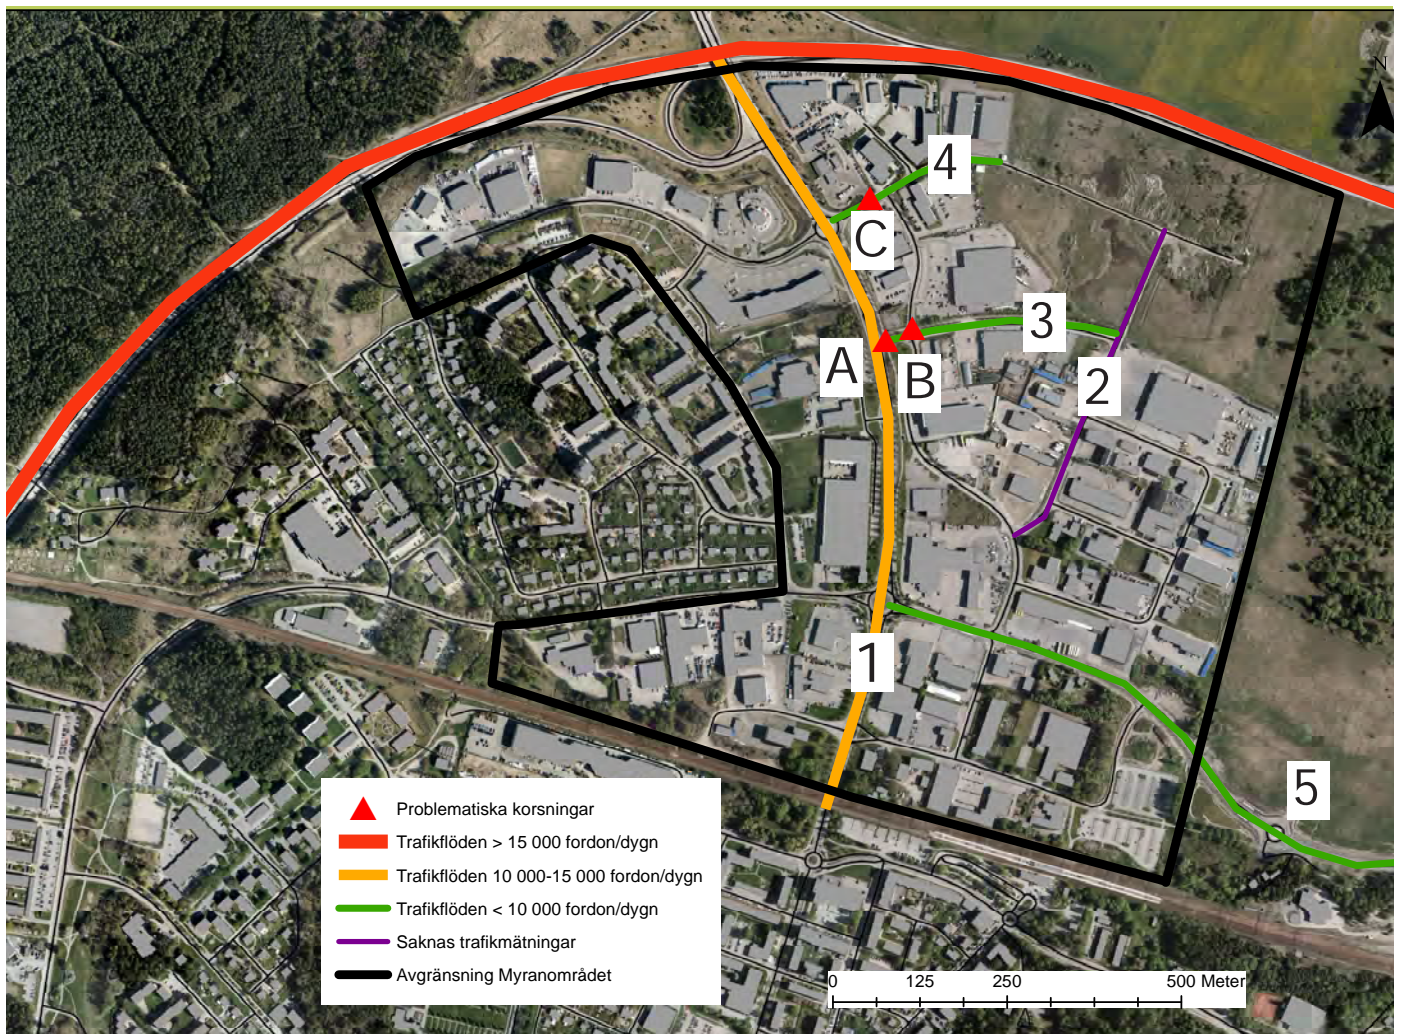 N
4
C
3
A
B
2
1
5
Problematiska korsningar
Trafikflöden > 15 000 fordon/dygn
Trafikflöden 10 000-15 000 fordon/dygn
Trafikflöden < 10 000 fordon/dygn
Saknas trafikmätningar
Avgränsning Myranområdet
0 125 250 500 Meter